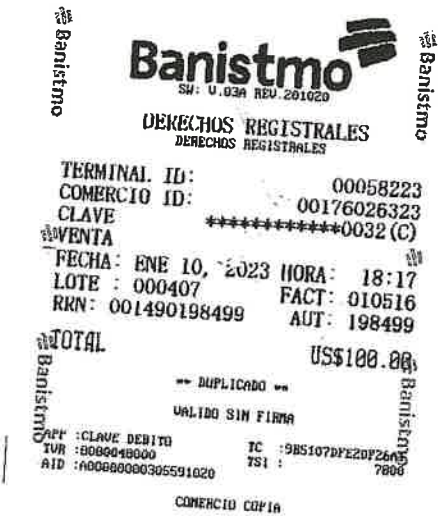 Banistmo
Banistmo
Banistmo
SW: V.03A REV.201020
DERECHOS REGISTRALES
DERECHOS REGISTRALES
TERMINAL ID: 00058223
COMERCIO ID: 00176026323
CLAVE ************0032(C)
VENTA
FECHA: ENE 10, 2023 HORA: 18:17
LOTE : 000407 FACT: 010516
RRN: 001490198499 AUT: 198499
TOTAL US$100.00
Banistmo
Banistmo
** DUPLICADO **
VALIDO SIN FIRMA
APP :CLAVE DEBITO
TVR :8080048000 TSI : 7800
AID :A0000000305591020
COMERCIO COPIA